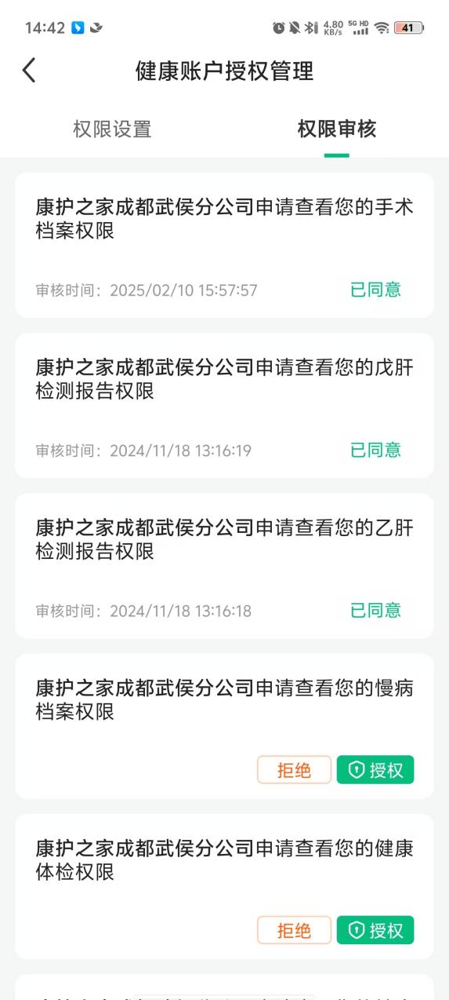 14:42
4.80 KB/s
5G HD
41
健康账户授权管理
权限设置
权限审核
康护之家成都武侯分公司申请查看您的手术
档案权限
审核时间：2025/02/10 15:57:57
已同意
康护之家成都武侯分公司申请查看您的戊肝
检测报告权限
审核时间：2024/11/18 13:16:19
已同意
康护之家成都武侯分公司申请查看您的乙肝
检测报告权限
审核时间：2024/11/18 13:16:18
已同意
康护之家成都武侯分公司申请查看您的慢病
档案权限
拒绝
授权
康护之家成都武侯分公司申请查看您的健康
体检权限
拒绝
授权